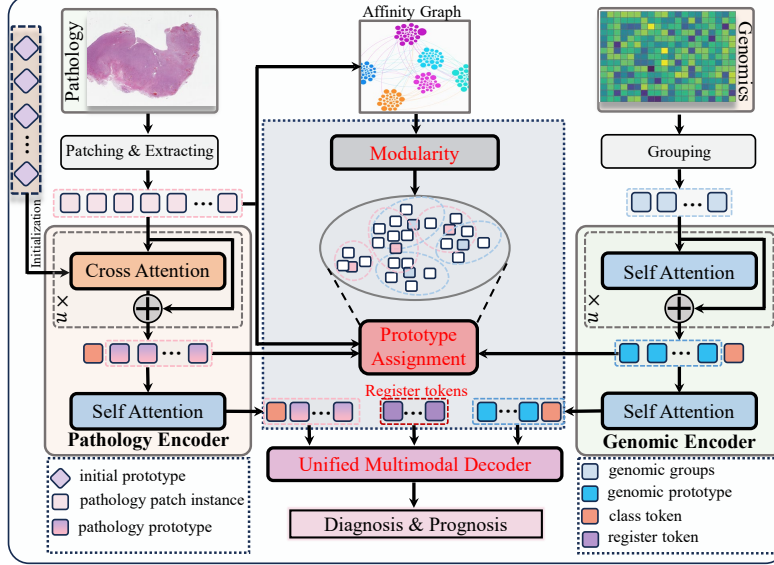 Pathology
Affinity Graph
Genomics
Patching & Extracting
Modularity
Grouping
Initialization
Cross Attention
Self Attention
n×
n×
Prototype
Assignment
Register tokens
Self Attention
Self Attention
Pathology Encoder
Genomic Encoder
Unified Multimodal Decoder
initial prototype
pathology patch instance
pathology prototype
Diagnosis & Prognosis
genomic groups
genomic prototype
class token
register token